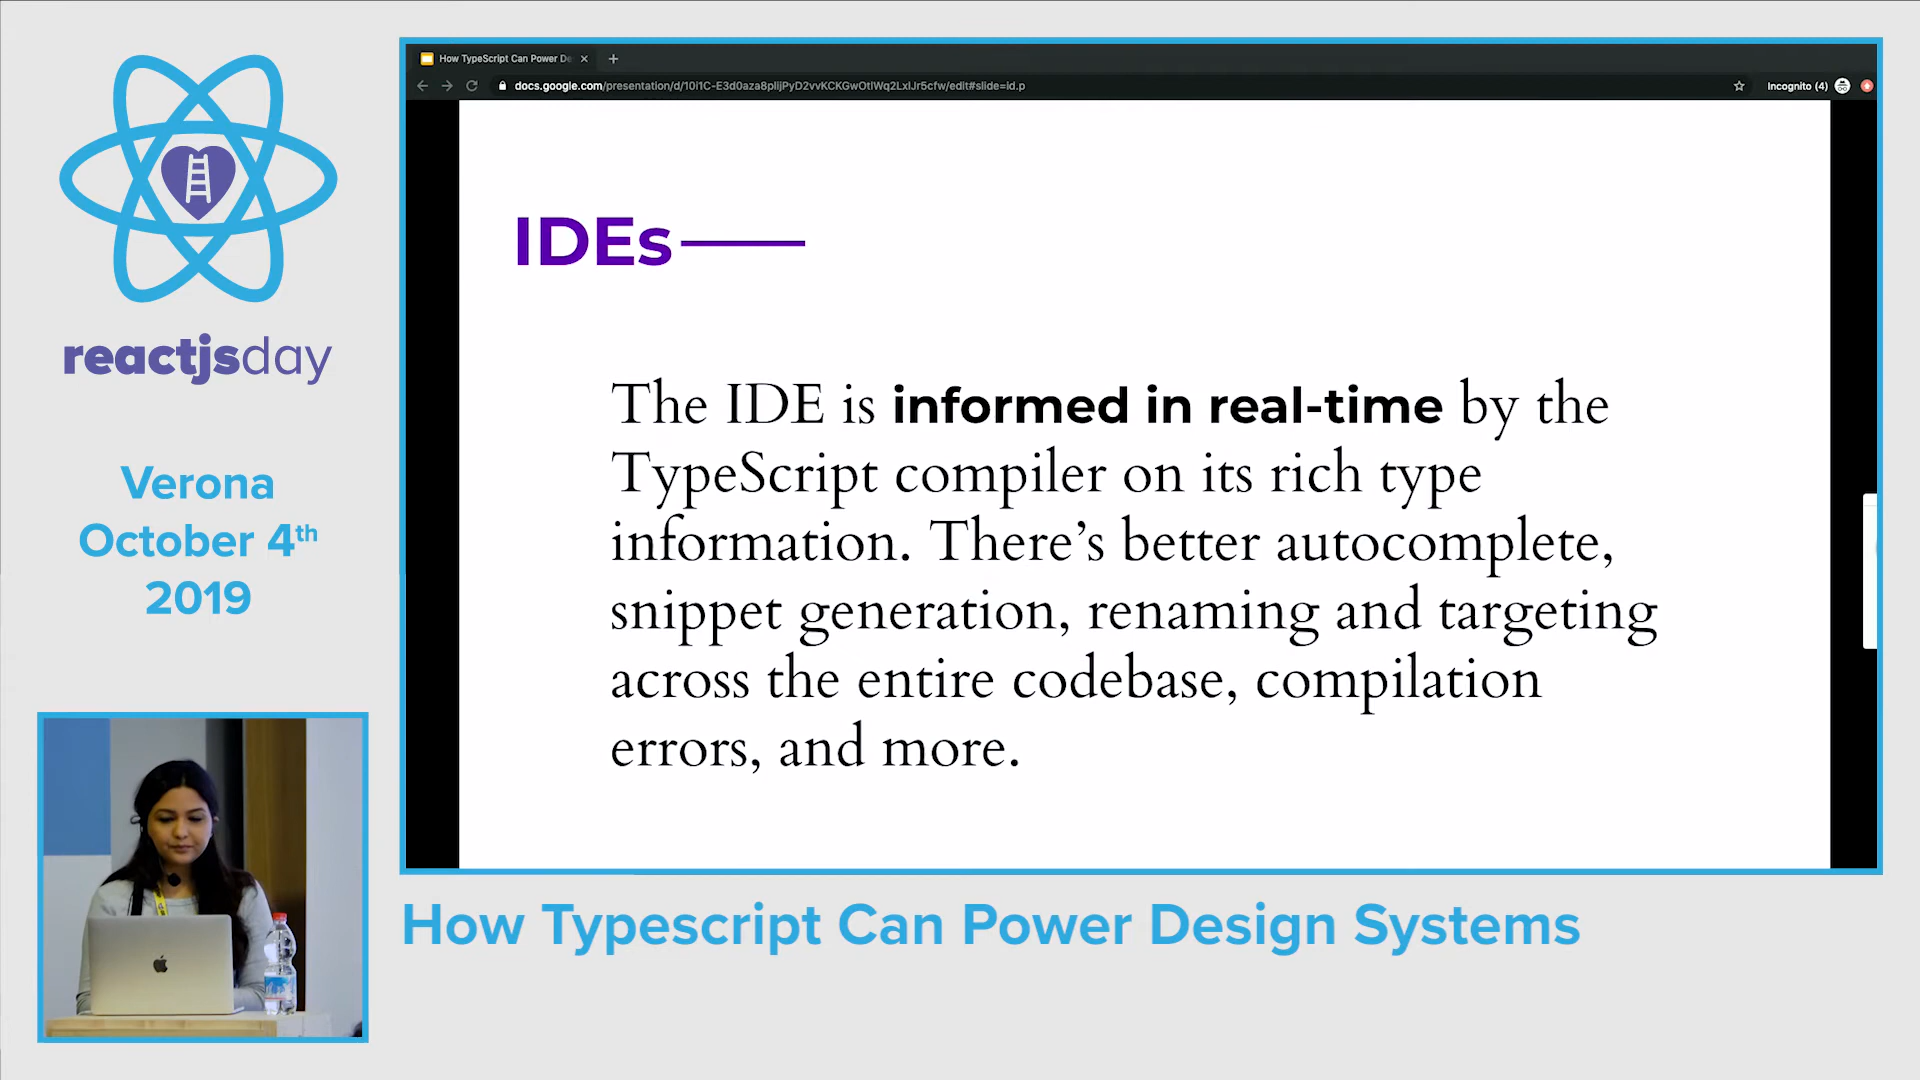 reactjsday
Verona
October 4th
2019
How TypeScript Can Power De
docs.google.com/presentation/d/10i1C-E3d0aza8plijPyD2vvKCKGwOtlWq2LxIJr5cfw/edit#slide=id.p
Incognito (4)
IDEs
The IDE is informed in real-time by the
TypeScript compiler on its rich type
information. There’s better autocomplete,
snippet generation, renaming and targeting
across the entire codebase, compilation
errors, and more.
How Typescript Can Power Design Systems